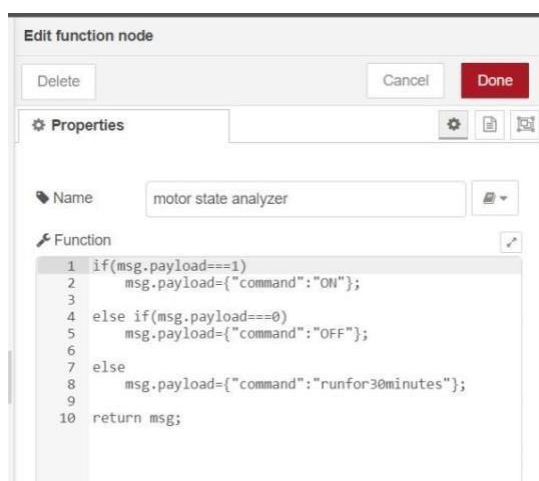 Edit function node
Delete
Cancel
Done
Properties
Name
motor state analyzer
Function
1 if(msg.payload===1)
2     msg.payload={"command":"ON"};
3
4 else if(msg.payload===0)
5     msg.payload={"command":"OFF"};
6
7 else
8     msg.payload={"command":"runfor30minutes"};
9
10 return msg;